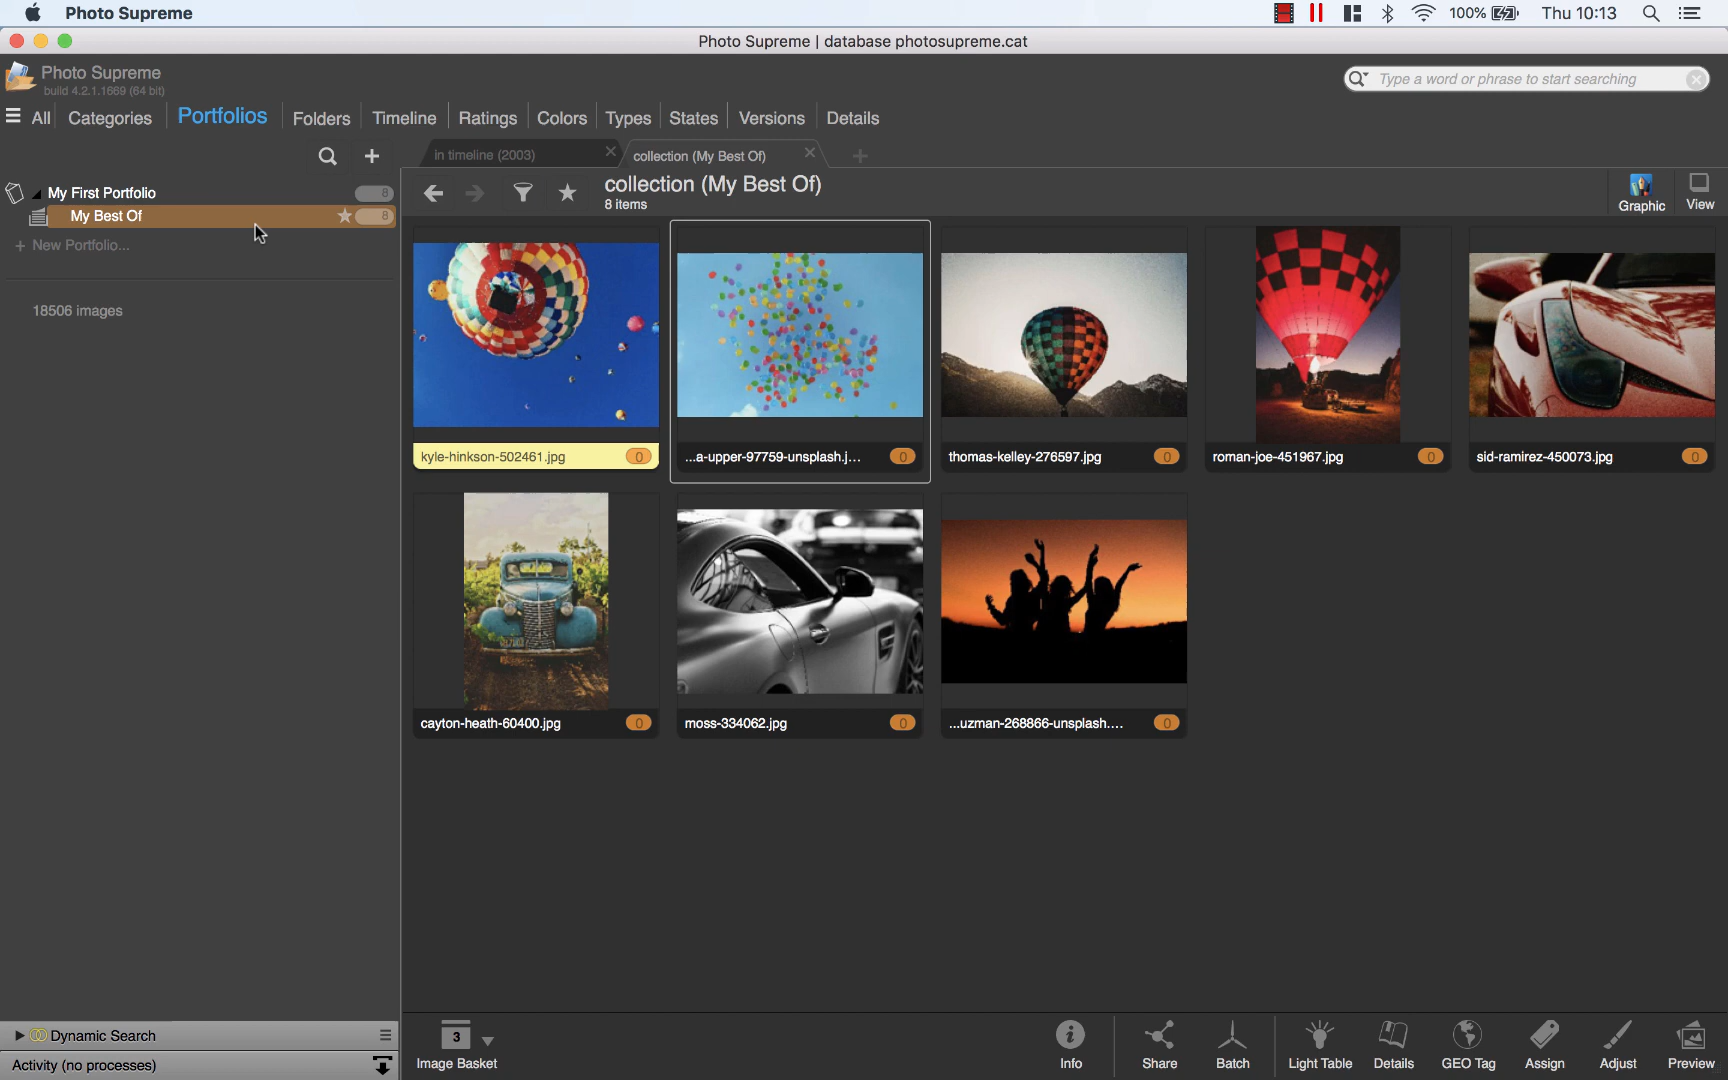 Photo Supreme
100%
Thu 10:13
Photo Supreme | database photosupreme.cat
Photo Supreme
build 4.2.1.1669 (64 bit)
Type a word or phrase to start searching
All
Categories
Portfolios
Folders
Timeline
Ratings
Colors
Types
States
Versions
Details
in timeline (2003)
collection (My Best Of)
My First Portfolio
8
My Best Of
8
+ New Portfolio...
18506 images
collection (My Best Of)
8 items
Graphic
View
kyle-hinkson-502461.jpg
0
...a-upper-97759-unsplash.j...
0
thomas-kelley-276597.jpg
0
roman-joe-451967.jpg
0
sid-ramirez-450073.jpg
0
cayton-heath-60400.jpg
0
moss-334062.jpg
0
...uzman-268866-unsplash....
0
Dynamic Search
Activity (no processes)
3
Image Basket
Info
Share
Batch
Light Table
Details
GEO Tag
Assign
Adjust
Preview